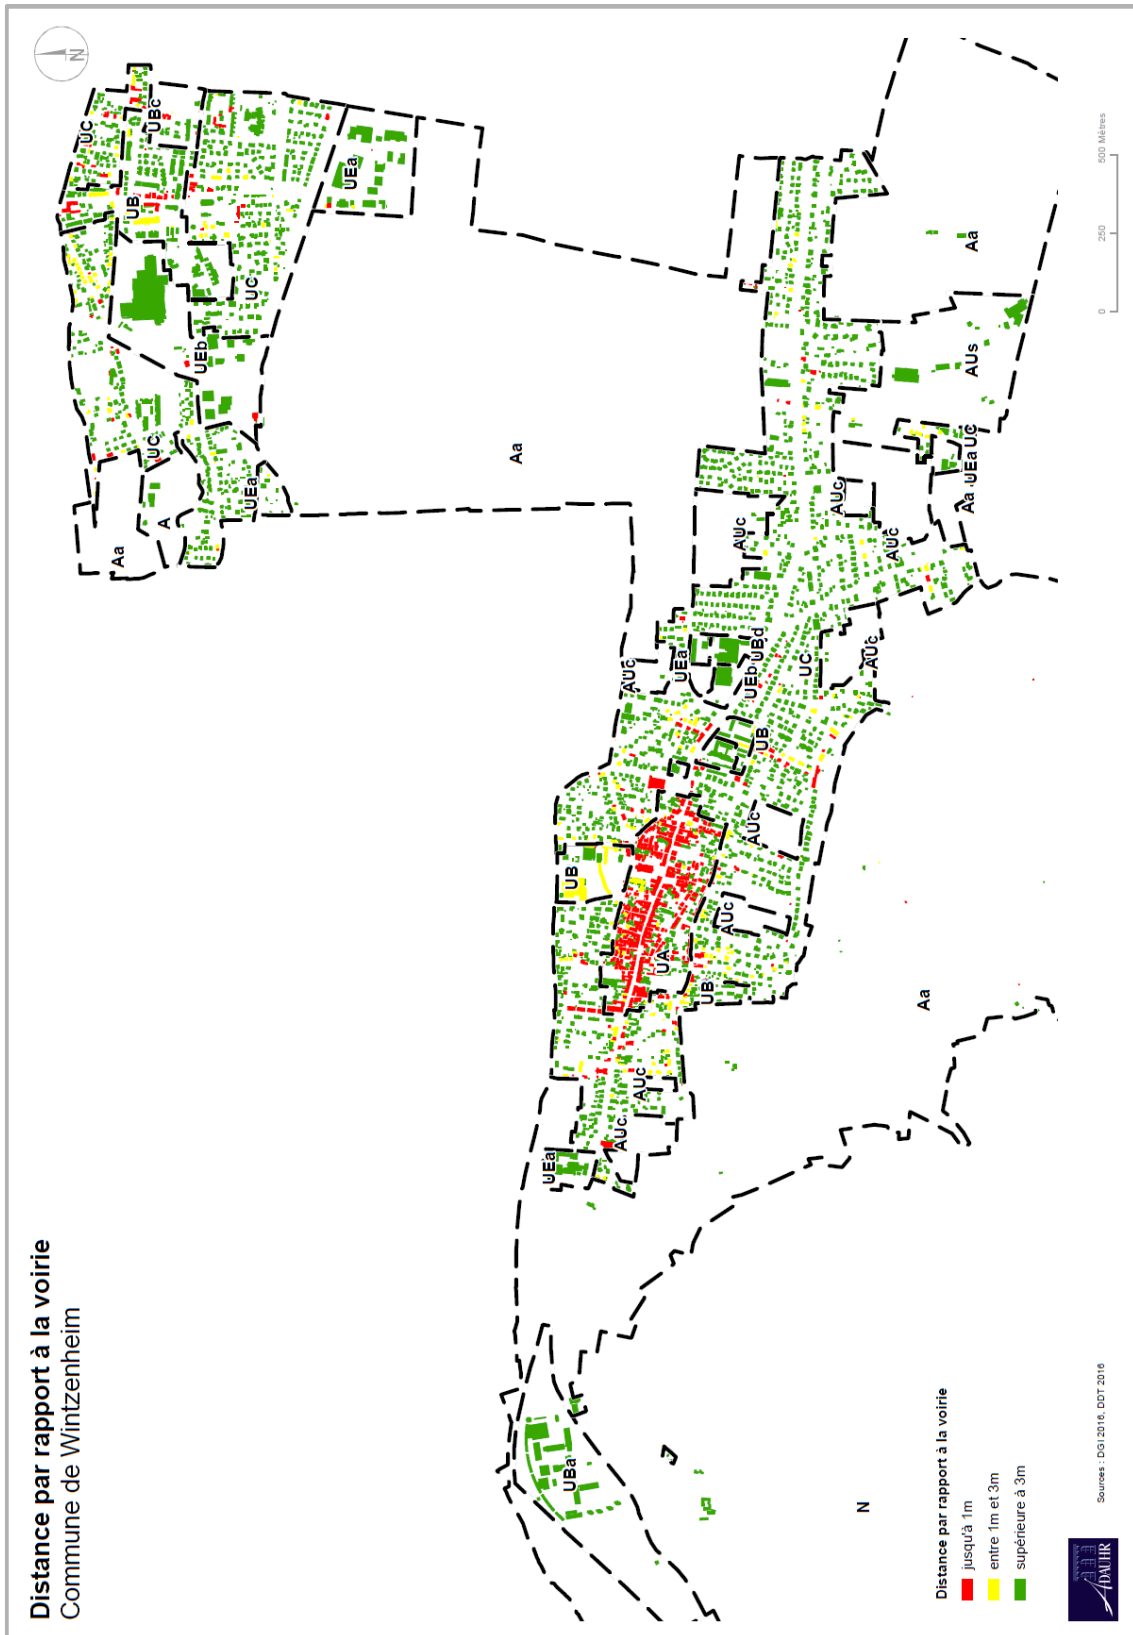 Distance par rapport à la voirie
Commune de Wintzenheim
N
UC
UBc
UB
UEa
UC
UEb
UC
UEa
A
Aa
Aa
Aa
AUs
UC
UEa
Aa
AUc
AUc
AUc
AUc
UEa
UBd
UEb
UC
AUc
UB
AUc
UB
AUc
UA
UB
AUc
AUc
UEa
Aa
UBa
N
Distance par rapport à la voirie
jusqu'à 1m
entre 1m et 3m
supérieure à 3m
0 250 500 Mètres
Sources : DGI 2016, DDT 2016
ADAUHR